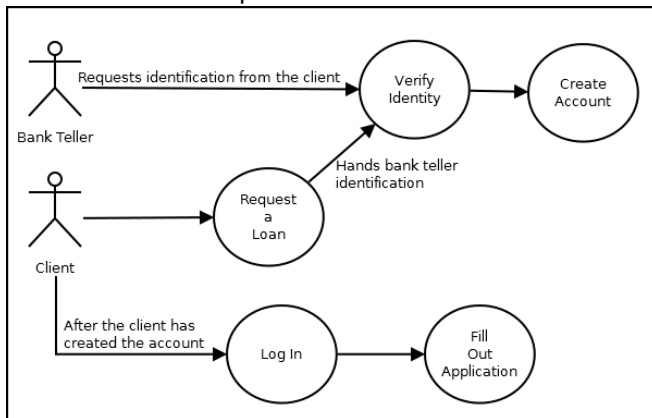 Requests identification from the client
Verify
Identity
Create
Account
Bank Teller
Hands bank teller
identification
Request
a
Loan
Client
After the client has
created the account
Log In
Fill
Out
Application